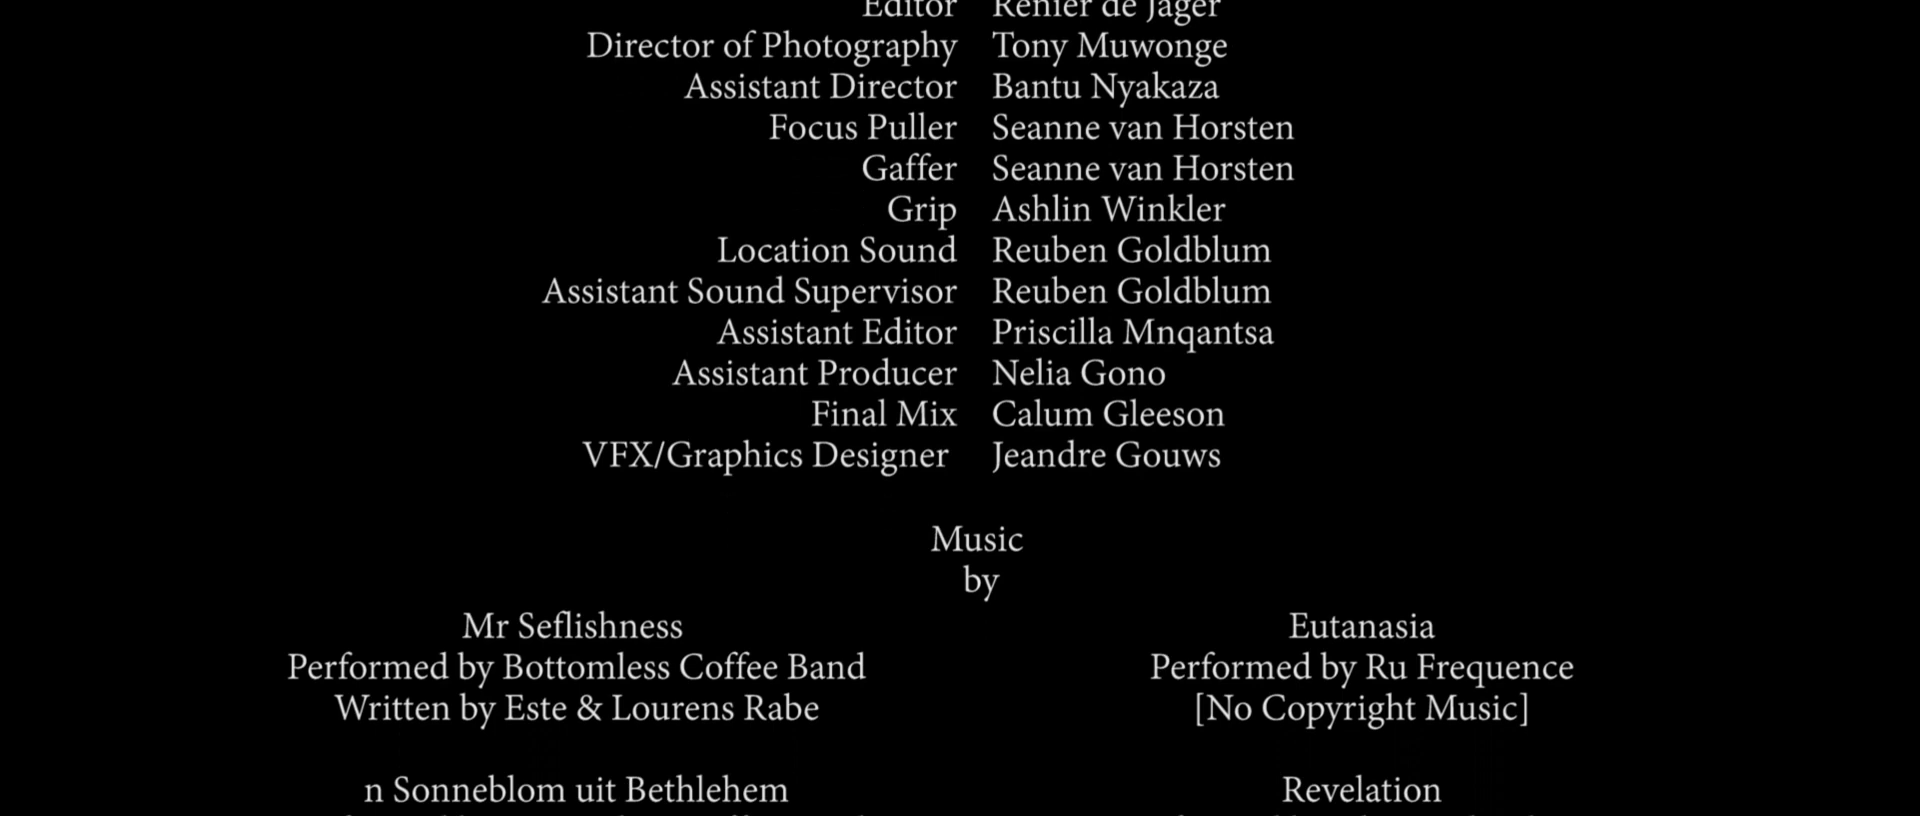 Editor Renier de Jager
Director of Photography Tony Muwonge
Assistant Director Bantu Nyakaza
Focus Puller Seanne van Horsten
Gaffer Seanne van Horsten
Grip Ashlin Winkler
Location Sound Reuben Goldblum
Assistant Sound Supervisor Reuben Goldblum
Assistant Editor Priscilla Mnqantsa
Assistant Producer Nelia Gono
Final Mix Calum Gleeson
VFX/Graphics Designer Jeandre Gouws
Music
by
Mr Seflishness
Performed by Bottomless Coffee Band
Written by Este & Lourens Rabe
Eutanasia
Performed by Ru Frequence
[No Copyright Music]
n Sonneblom uit Bethlehem
Revelation